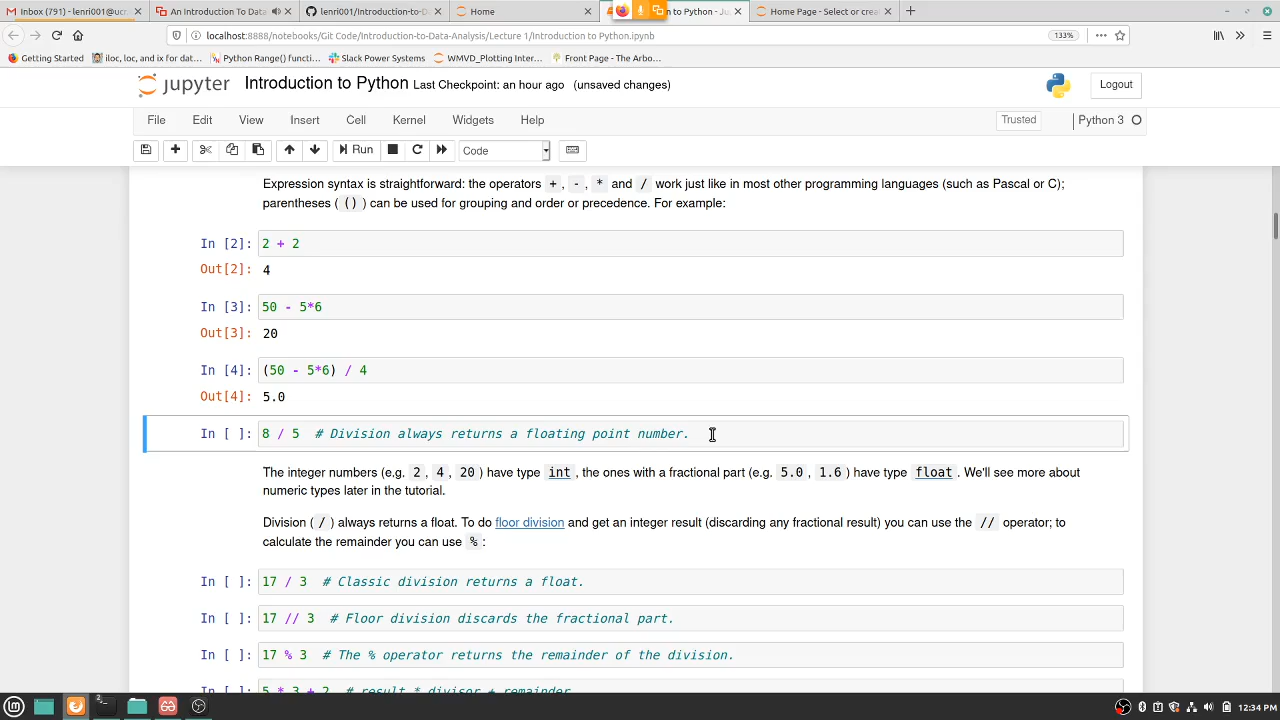 Inbox (791) - lenri001@ucr
An Introduction To Data
lenri001/Introduction-to-D
Home
n to Python - Ju
Home Page - Select or crea
localhost:8888/notebooks/Git Code/Introduction-to-Data-Analysis/Lecture 1/Introduction to Python.ipynb
133%
Getting Started
iloc, loc, and ix for dat...
Python Range() functi...
Slack Power Systems
WMVD_Plotting Inter...
Front Page - The Arbo...
jupyter Introduction to Python Last Checkpoint: an hour ago (unsaved changes)
Logout
File Edit View Insert Cell Kernel Widgets Help
Trusted
Python 3
Run
Code
Expression syntax is straightforward: the operators +, -, * and / work just like in most other programming languages (such as Pascal or C);
parentheses ( () ) can be used for grouping and order or precedence. For example:
In [2]: 2 + 2
Out[2]: 4
In [3]: 50 - 5*6
Out[3]: 20
In [4]: (50 - 5*6) / 4
Out[4]: 5.0
In [ ]: 8 / 5 # Division always returns a floating point number.
The integer numbers (e.g. 2, 4, 20) have type int, the ones with a fractional part (e.g. 5.0, 1.6) have type float. We'll see more about
numeric types later in the tutorial.
Division (/) always returns a float. To do floor division and get an integer result (discarding any fractional result) you can use the // operator; to
calculate the remainder you can use %:
In [ ]: 17 / 3 # Classic division returns a float.
In [ ]: 17 // 3 # Floor division discards the fractional part.
In [ ]: 17 % 3 # The % operator returns the remainder of the division.
5 * 3 + 2 # result * divisor + remainder
12:34 PM